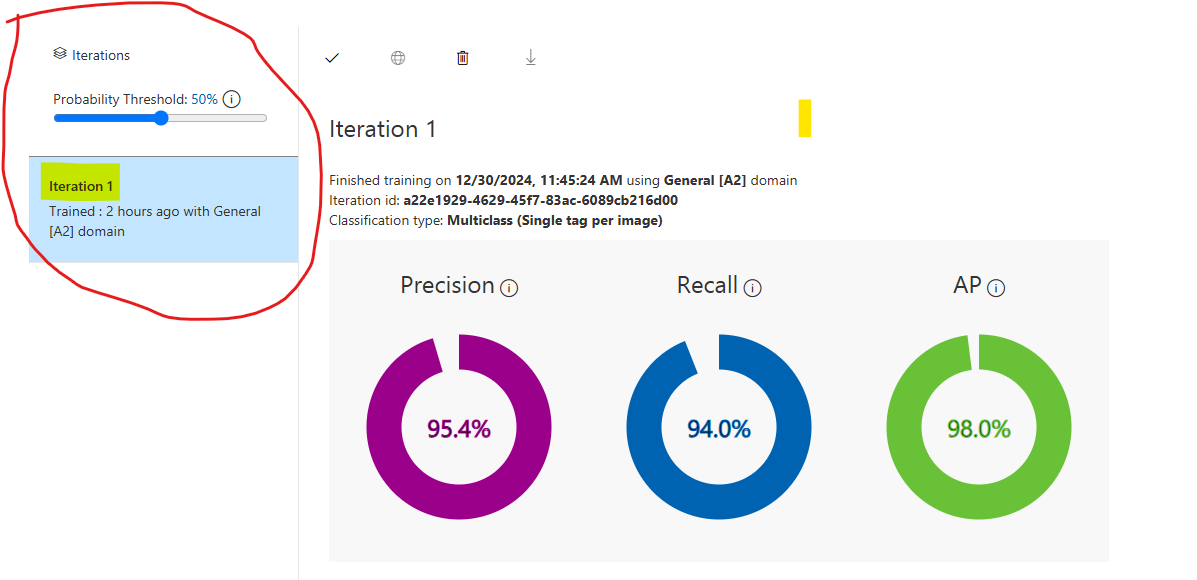 Iterations
Probability Threshold: 50%
Iteration 1
Trained : 2 hours ago with General
[A2] domain
Iteration 1
Finished training on 12/30/2024, 11:45:24 AM using General [A2] domain
Iteration id: a22e1929-4629-45f7-83ac-6089cb216d00
Classification type: Multiclass (Single tag per image)
Precision
Recall
AP
95.4%
94.0%
98.0%